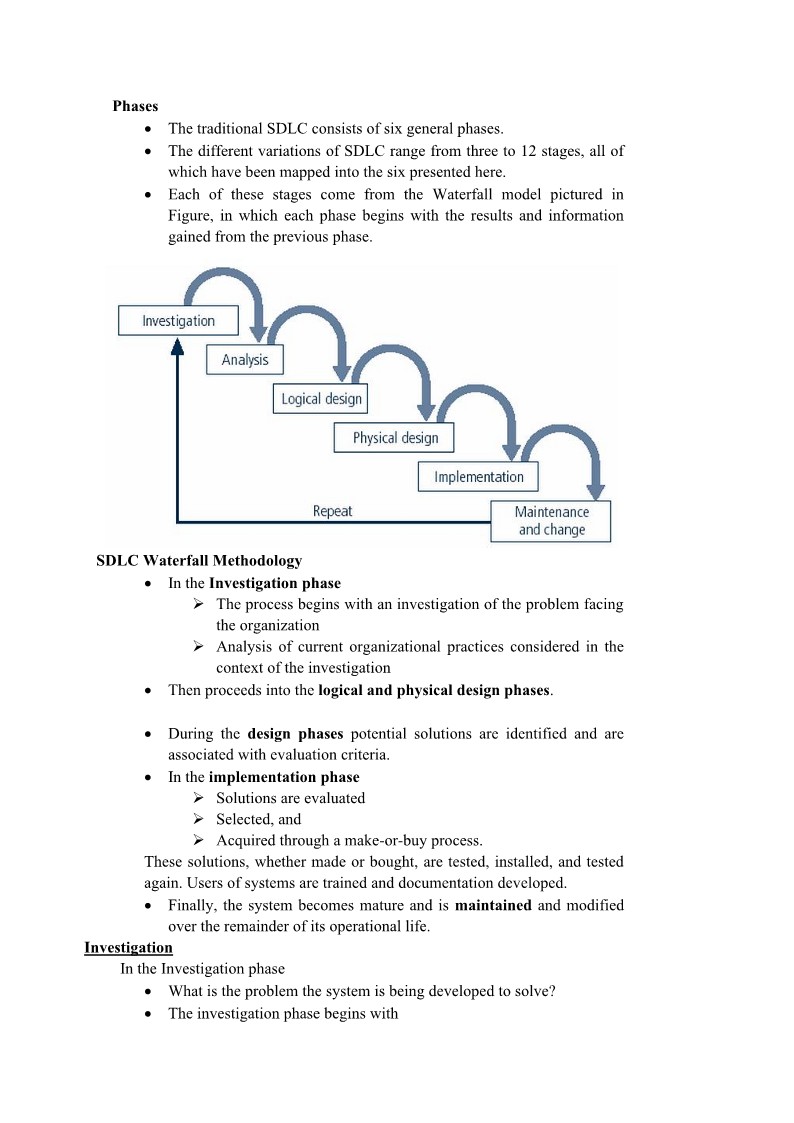 Phases
• The traditional SDLC consists of six general phases.
• The different variations of SDLC range from three to 12 stages, all of
which have been mapped into the six presented here.
• Each of these stages come from the Waterfall model pictured in
Figure, in which each phase begins with the results and information
gained from the previous phase.
Investigation
Analysis
Logical design
Physical design
Implementation
Repeat
Maintenance
and change
SDLC Waterfall Methodology
• In the Investigation phase
➢ The process begins with an investigation of the problem facing
the organization
➢ Analysis of current organizational practices considered in the
context of the investigation
• Then proceeds into the logical and physical design phases.
• During the design phases potential solutions are identified and are
associated with evaluation criteria.
• In the implementation phase
➢ Solutions are evaluated
➢ Selected, and
➢ Acquired through a make-or-buy process.
These solutions, whether made or bought, are tested, installed, and tested
again. Users of systems are trained and documentation developed.
• Finally, the system becomes mature and is maintained and modified
over the remainder of its operational life.
Investigation
In the Investigation phase
• What is the problem the system is being developed to solve?
• The investigation phase begins with